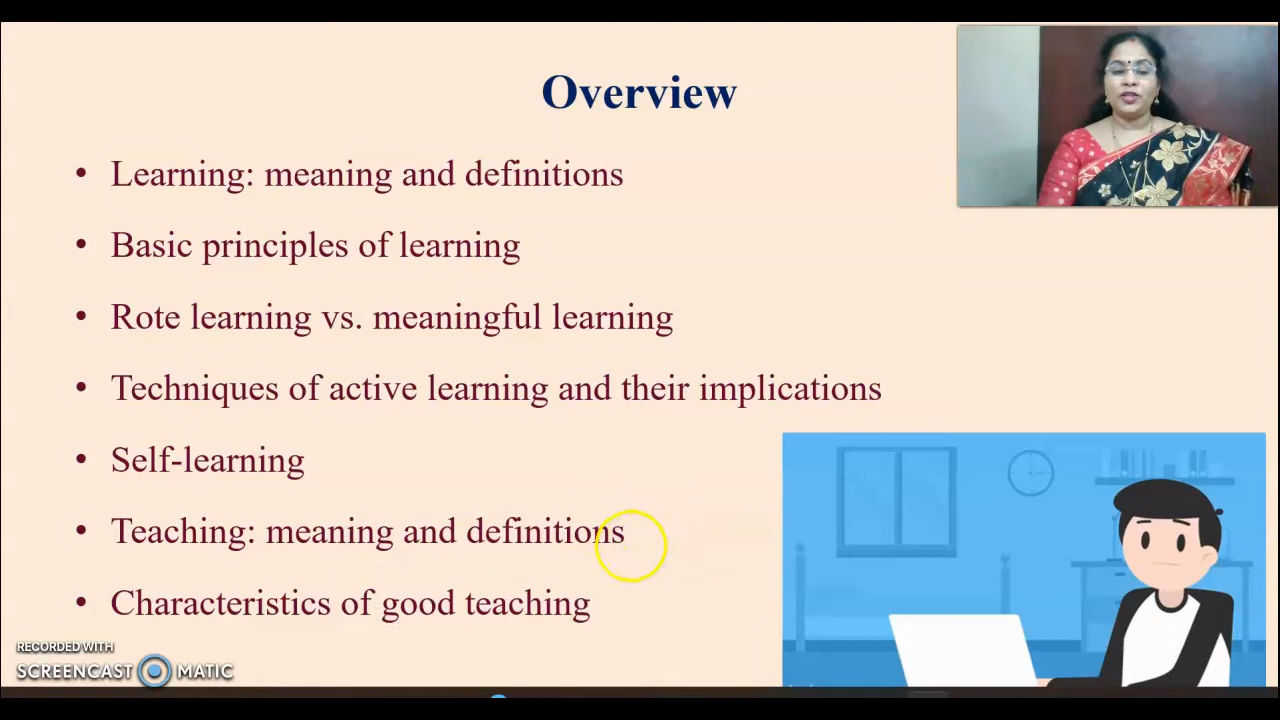 Overview
• Learning: meaning and definitions
• Basic principles of learning
• Rote learning vs. meaningful learning
• Techniques of active learning and their implications
• Self-learning
• Teaching: meaning and definitions
• Characteristics of good teaching
RECORDED WITH
SCREENCAST MATIC